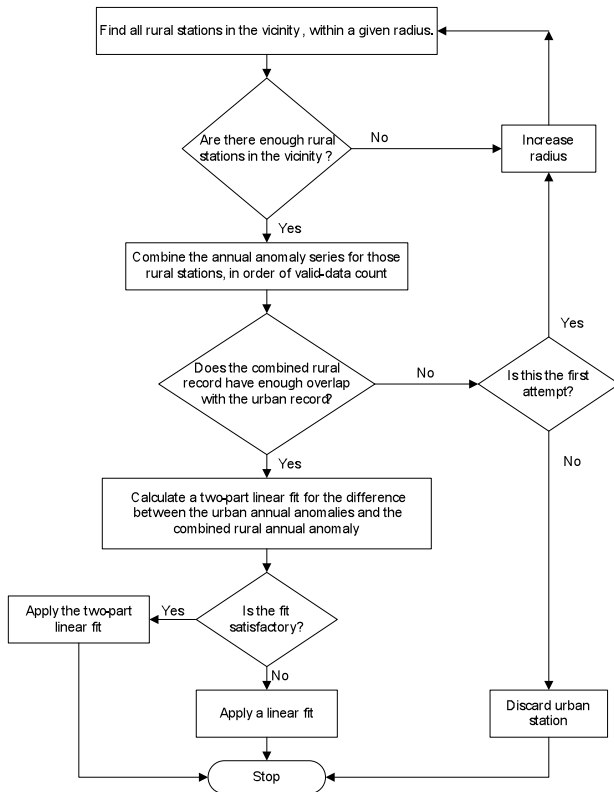 Find all rural stations in the vicinity, within a given radius.
Are there enough rural
stations in the vicinity?
No
Increase
radius
Yes
Combine the annual anomaly series for those
rural stations, in order of valid-data count
Yes
Does the combined rural
record have enough overlap
with the urban record?
No
Is this the first
attempt?
Yes
No
Calculate a two-part linear fit for the difference
between the urban annual anomalies and the
combined rural annual anomaly
Apply the two-part
linear fit
Yes
Is the fit
satisfactory?
No
Apply a linear fit
Discard urban
station
Stop